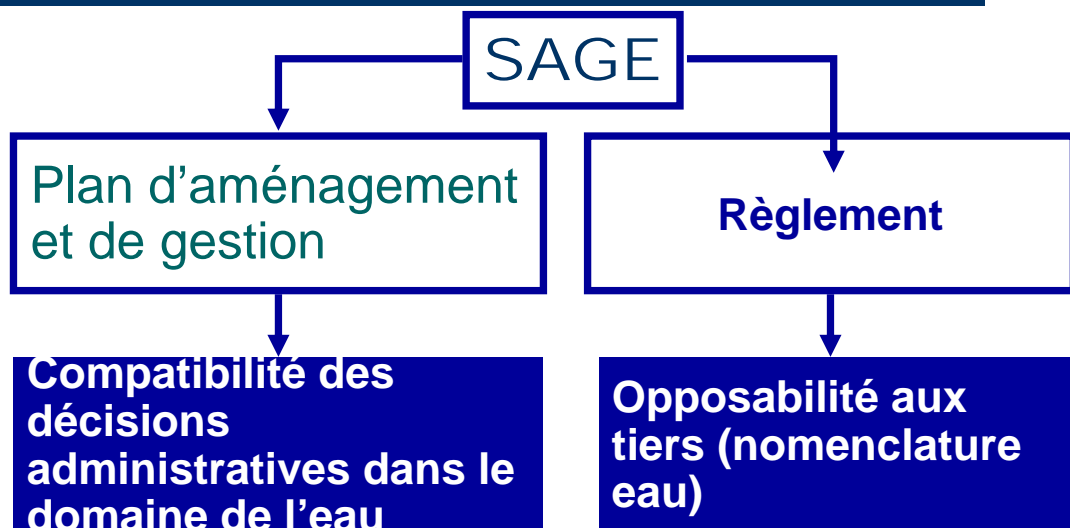 SAGE
Plan d’aménagement
et de gestion
Règlement
Compatibilité des
décisions
administratives dans le
domaine de l’eau
Opposabilité aux
tiers (nomenclature
eau)